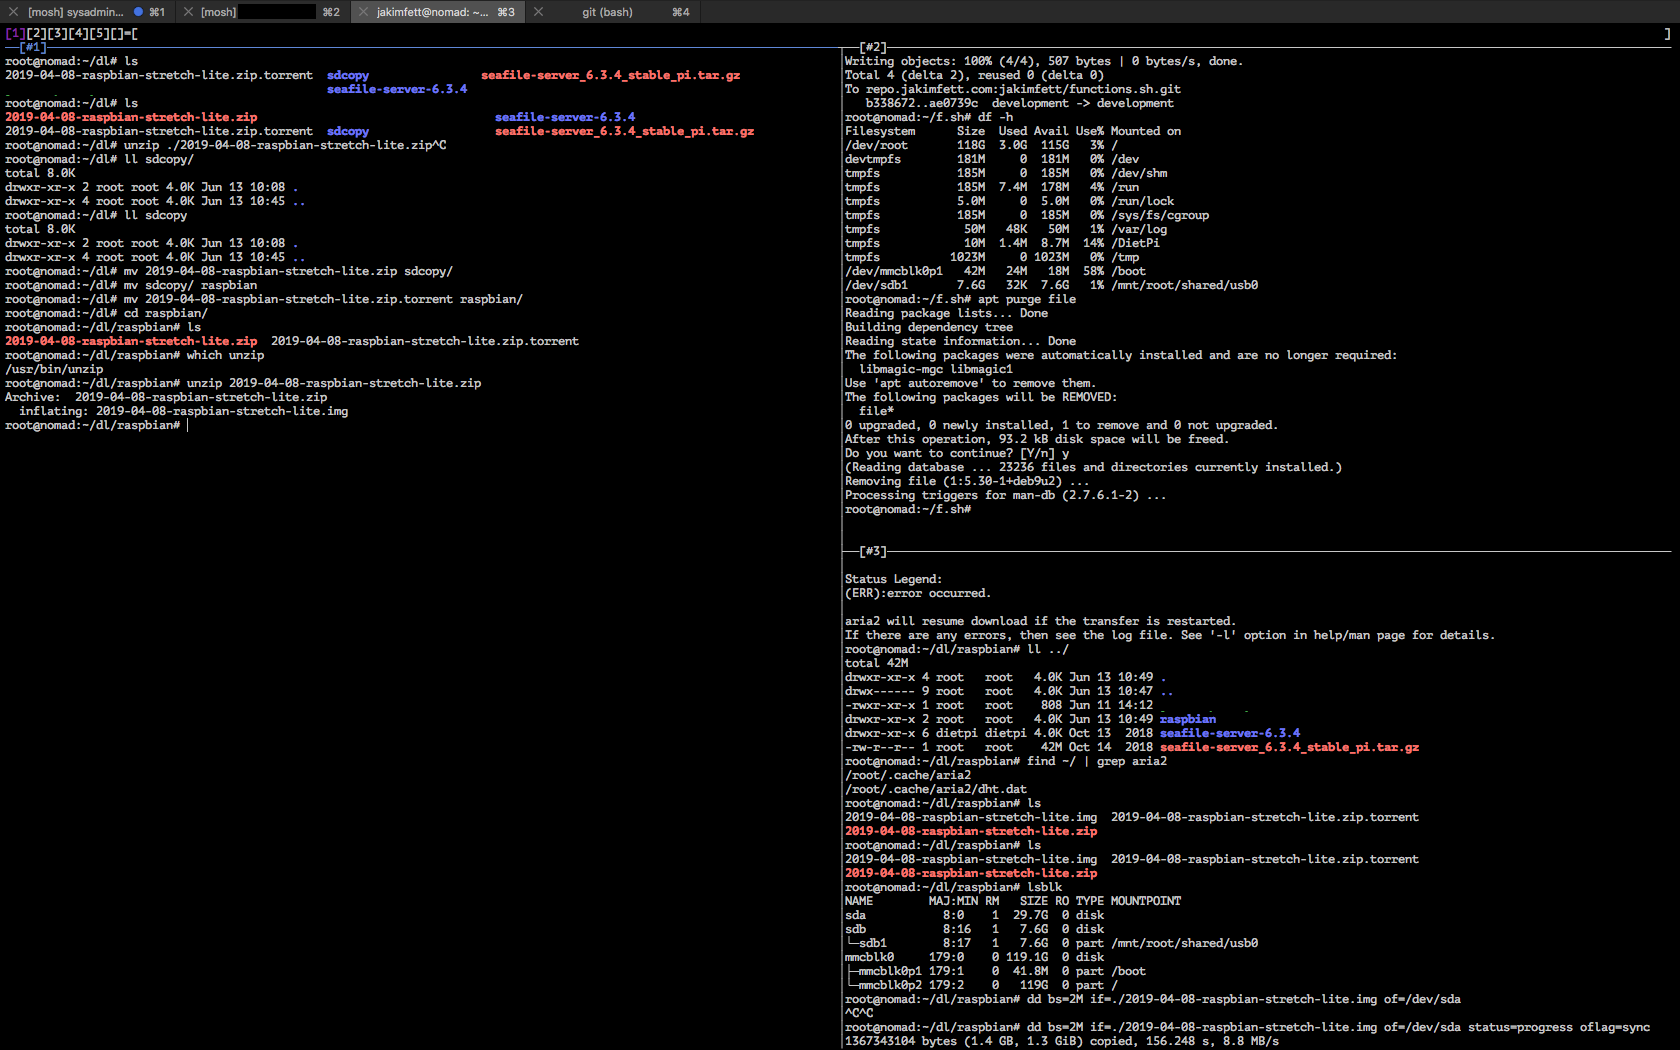 [mosh] sysadmin... ⌘1 [mosh] ⌘2 jakimfett@nomad: ~... ⌘3 git (bash) ⌘4
[1][2][3][4][5][]=[ ]
[#1]
root@nomad:~/dl# ls
2019-04-08-raspbian-stretch-lite.zip.torrent sdcopy seafile-server_6.3.4_stable_pi.tar.gz
seafile-server-6.3.4
root@nomad:~/dl# ls
2019-04-08-raspbian-stretch-lite.zip seafile-server-6.3.4
2019-04-08-raspbian-stretch-lite.zip.torrent sdcopy seafile-server_6.3.4_stable_pi.tar.gz
root@nomad:~/dl# unzip ./2019-04-08-raspbian-stretch-lite.zip^C
root@nomad:~/dl# ll sdcopy/
total 8.0K
drwxr-xr-x 2 root root 4.0K Jun 13 10:08 .
drwxr-xr-x 4 root root 4.0K Jun 13 10:45 ..
root@nomad:~/dl# ll sdcopy
total 8.0K
drwxr-xr-x 2 root root 4.0K Jun 13 10:08 .
drwxr-xr-x 4 root root 4.0K Jun 13 10:45 ..
root@nomad:~/dl# mv 2019-04-08-raspbian-stretch-lite.zip sdcopy/
root@nomad:~/dl# mv sdcopy/ raspbian
root@nomad:~/dl# mv 2019-04-08-raspbian-stretch-lite.zip.torrent raspbian/
root@nomad:~/dl# cd raspbian/
root@nomad:~/dl/raspbian# ls
2019-04-08-raspbian-stretch-lite.zip 2019-04-08-raspbian-stretch-lite.zip.torrent
root@nomad:~/dl/raspbian# which unzip
/usr/bin/unzip
root@nomad:~/dl/raspbian# unzip 2019-04-08-raspbian-stretch-lite.zip
Archive: 2019-04-08-raspbian-stretch-lite.zip
inflating: 2019-04-08-raspbian-stretch-lite.img
root@nomad:~/dl/raspbian#
[#2]
Writing objects: 100% (4/4), 507 bytes | 0 bytes/s, done.
Total 4 (delta 2), reused 0 (delta 0)
To repo.jakimfett.com:jakimfett/functions.sh.git
b338672..ae0739c development -> development
root@nomad:~/f.sh# df -h
Filesystem Size Used Avail Use% Mounted on
/dev/root 118G 3.0G 115G 3% /
devtmpfs 181M 0 181M 0% /dev
tmpfs 185M 0 185M 0% /dev/shm
tmpfs 185M 7.4M 178M 4% /run
tmpfs 5.0M 0 5.0M 0% /run/lock
tmpfs 185M 0 185M 0% /sys/fs/cgroup
tmpfs 50M 48K 50M 1% /var/log
tmpfs 10M 1.4M 8.7M 14% /DietPi
tmpfs 1023M 0 1023M 0% /tmp
/dev/mmcblk0p1 42M 24M 18M 58% /boot
/dev/sdb1 7.6G 32K 7.6G 1% /mnt/root/shared/usb0
root@nomad:~/f.sh# apt purge file
Reading package lists... Done
Building dependency tree
Reading state information... Done
The following packages were automatically installed and are no longer required:
libmagic-mgc libmagic1
Use 'apt autoremove' to remove them.
The following packages will be REMOVED:
file*
0 upgraded, 0 newly installed, 1 to remove and 0 not upgraded.
After this operation, 93.2 kB disk space will be freed.
Do you want to continue? [Y/n] y
(Reading database ... 23236 files and directories currently installed.)
Removing file (1:5.30-1+deb9u2) ...
Processing triggers for man-db (2.7.6.1-2) ...
root@nomad:~/f.sh#
[#3]
Status Legend:
(ERR):error occurred.
aria2 will resume download if the transfer is restarted.
If there are any errors, then see the log file. See '-l' option in help/man page for details.
root@nomad:~/dl/raspbian# ll ../
total 42M
drwxr-xr-x 4 root root 4.0K Jun 13 10:49 .
drwx------ 9 root root 4.0K Jun 13 10:47 ..
-rwxr-xr-x 1 root root 808 Jun 11 14:12
drwxr-xr-x 2 root root 4.0K Jun 13 10:49 raspbian
drwxr-xr-x 6 dietpi dietpi 4.0K Oct 13 2018 seafile-server-6.3.4
-rw-r--r-- 1 root root 42M Oct 14 2018 seafile-server_6.3.4_stable_pi.tar.gz
root@nomad:~/dl/raspbian# find ~/ | grep aria2
/root/.cache/aria2
/root/.cache/aria2/dht.dat
root@nomad:~/dl/raspbian# ls
2019-04-08-raspbian-stretch-lite.img 2019-04-08-raspbian-stretch-lite.zip.torrent
2019-04-08-raspbian-stretch-lite.zip
root@nomad:~/dl/raspbian# ls
2019-04-08-raspbian-stretch-lite.img 2019-04-08-raspbian-stretch-lite.zip.torrent
2019-04-08-raspbian-stretch-lite.zip
root@nomad:~/dl/raspbian# lsblk
NAME MAJ:MIN RM SIZE RO TYPE MOUNTPOINT
sda 8:0 1 29.7G 0 disk
sdb 8:16 1 7.6G 0 disk
└─sdb1 8:17 1 7.6G 0 part /mnt/root/shared/usb0
mmcblk0 179:0 0 119.1G 0 disk
├─mmcblk0p1 179:1 0 41.8M 0 part /boot
└─mmcblk0p2 179:2 0 119G 0 part /
root@nomad:~/dl/raspbian# dd bs=2M if=./2019-04-08-raspbian-stretch-lite.img of=/dev/sda
^C^C
root@nomad:~/dl/raspbian# dd bs=2M if=./2019-04-08-raspbian-stretch-lite.img of=/dev/sda status=progress oflag=sync
1367343104 bytes (1.4 GB, 1.3 GiB) copied, 156.248 s, 8.8 MB/s